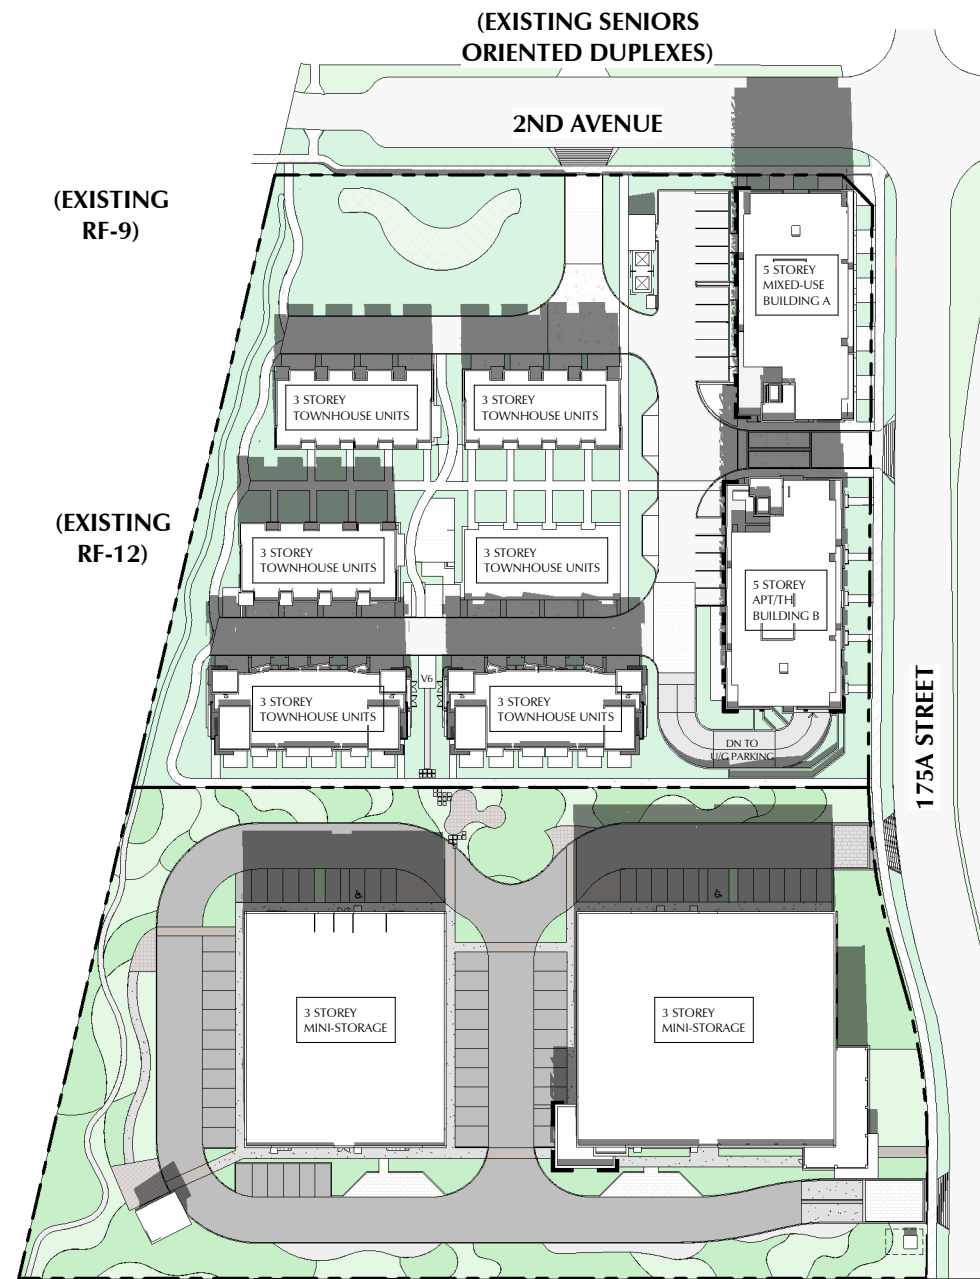 (EXISTING SENIORS
ORIENTED DUPLEXES)
2ND AVENUE
(EXISTING
RF-9)
5 STOREY
MIXED-USE
BUILDING A
3 STOREY
TOWNHOUSE UNITS
3 STOREY
TOWNHOUSE UNITS
(EXISTING
RF-12)
3 STOREY
TOWNHOUSE UNITS
3 STOREY
TOWNHOUSE UNITS
5 STOREY
APT/TH
BUILDING B
V6
3 STOREY
TOWNHOUSE UNITS
3 STOREY
TOWNHOUSE UNITS
DN TO
U/G PARKING
175A STREET
3 STOREY
MINI-STORAGE
3 STOREY
MINI-STORAGE